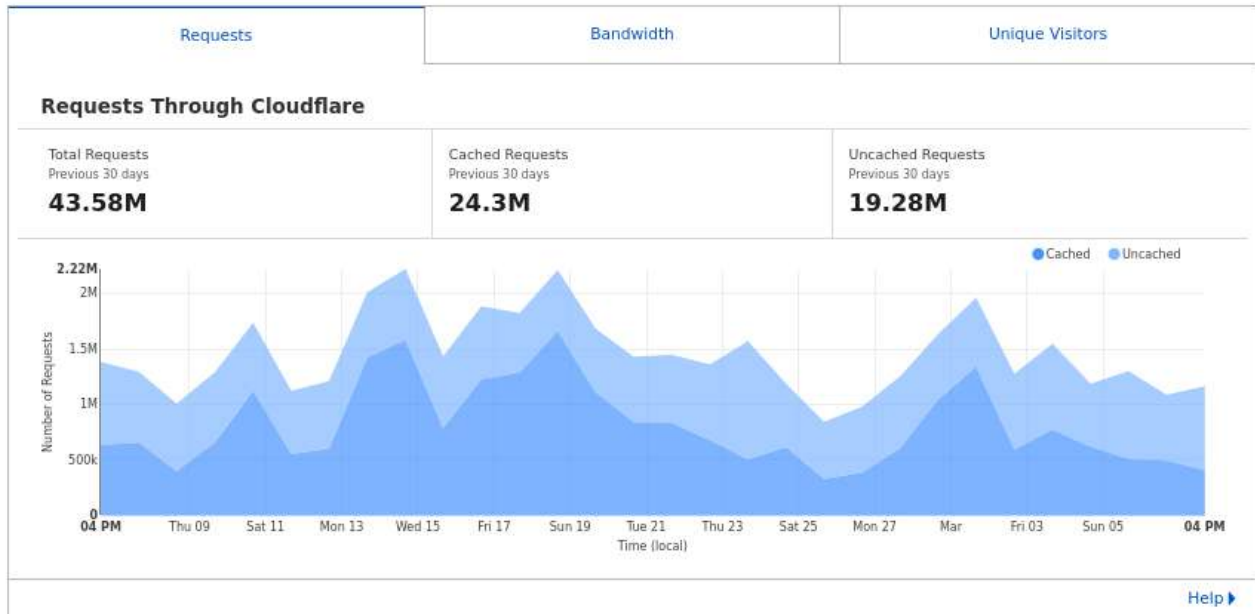 Requests
Bandwidth
Unique Visitors
Requests Through Cloudflare
Total Requests
Previous 30 days
43.58M
Cached Requests
Previous 30 days
24.3M
Uncached Requests
Previous 30 days
19.28M
Cached
Uncached
Number of Requests
2.22M
2M
1.5M
1M
500k
0
04 PM
Thu 09
Sat 11
Mon 13
Wed 15
Fri 17
Sun 19
Tue 21
Thu 23
Sat 25
Mon 27
Mar
Fri 03
Sun 05
04 PM
Time (local)
Help